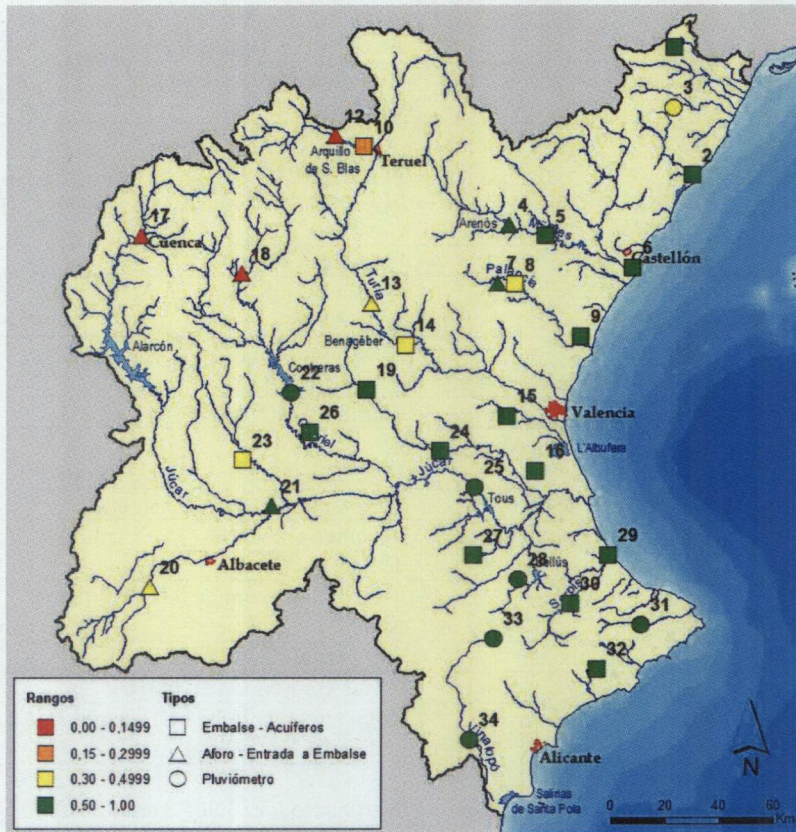 1
3
2
12
10
Arquillo
de S. Blas
Teruel
4
Arenós
5
17
Cuenca
18
6
Castellón
7
8
Turia
13
14
Benagéber
9
Alarcón
Contreras
22
19
15
Valencia
26
L'Albufera
23
24
16
Júcar
25
Júcar
21
Tous
27
28
29
20
Albacete
Bellús
30
Serpis
31
33
32
34
Vinalopó
Alicante
Salinas
de Santa Pola
Rangos
Tipos
0,00 - 0,1499
Embalse - Acuíferos
0,15 - 0,2999
Aforo - Entrada a Embalse
0,30 - 0,4999
Pluviómetro
0,50 - 1,00
N
0 20 40 60
Km